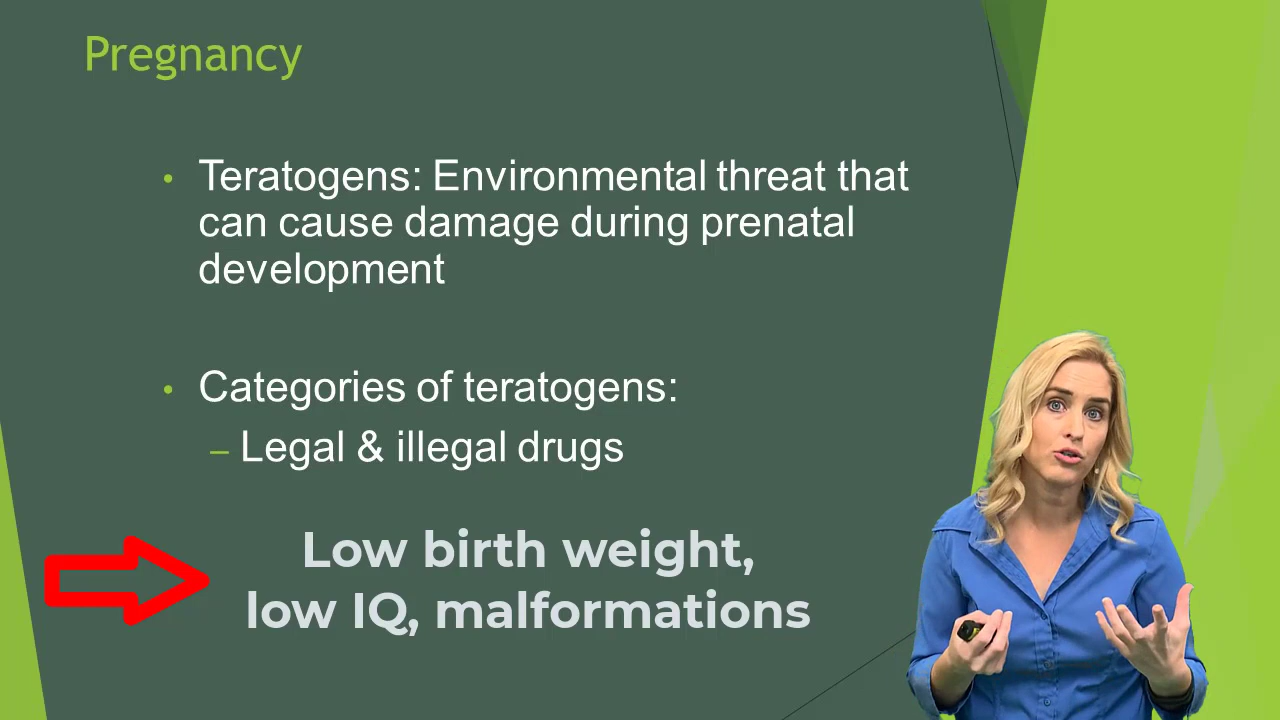 Pregnancy
• Teratogens: Environmental threat that
can cause damage during prenatal
development
• Categories of teratogens:
– Legal & illegal drugs
Low birth weight,
low IQ, malformations